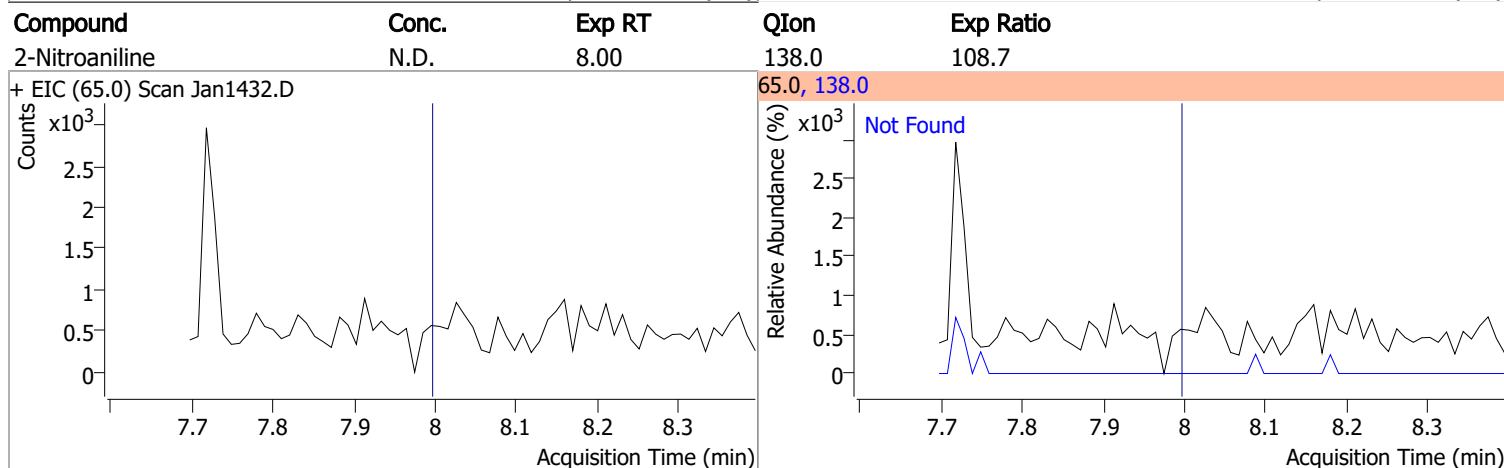 Compound Conc. Exp RT QIon Exp Ratio
2-Nitroaniline N.D. 8.00 138.0 108.7
+ EIC (65.0) Scan Jan1432.D
Counts
x10³
2.5
2
1.5
1
0.5
0
7.7 7.8 7.9 8 8.1 8.2 8.3
Acquisition Time (min)
65.0, 138.0
Relative Abundance (%)
x10³
Not Found
2.5
2
1.5
1
0.5
0
7.7 7.8 7.9 8 8.1 8.2 8.3
Acquisition Time (min)